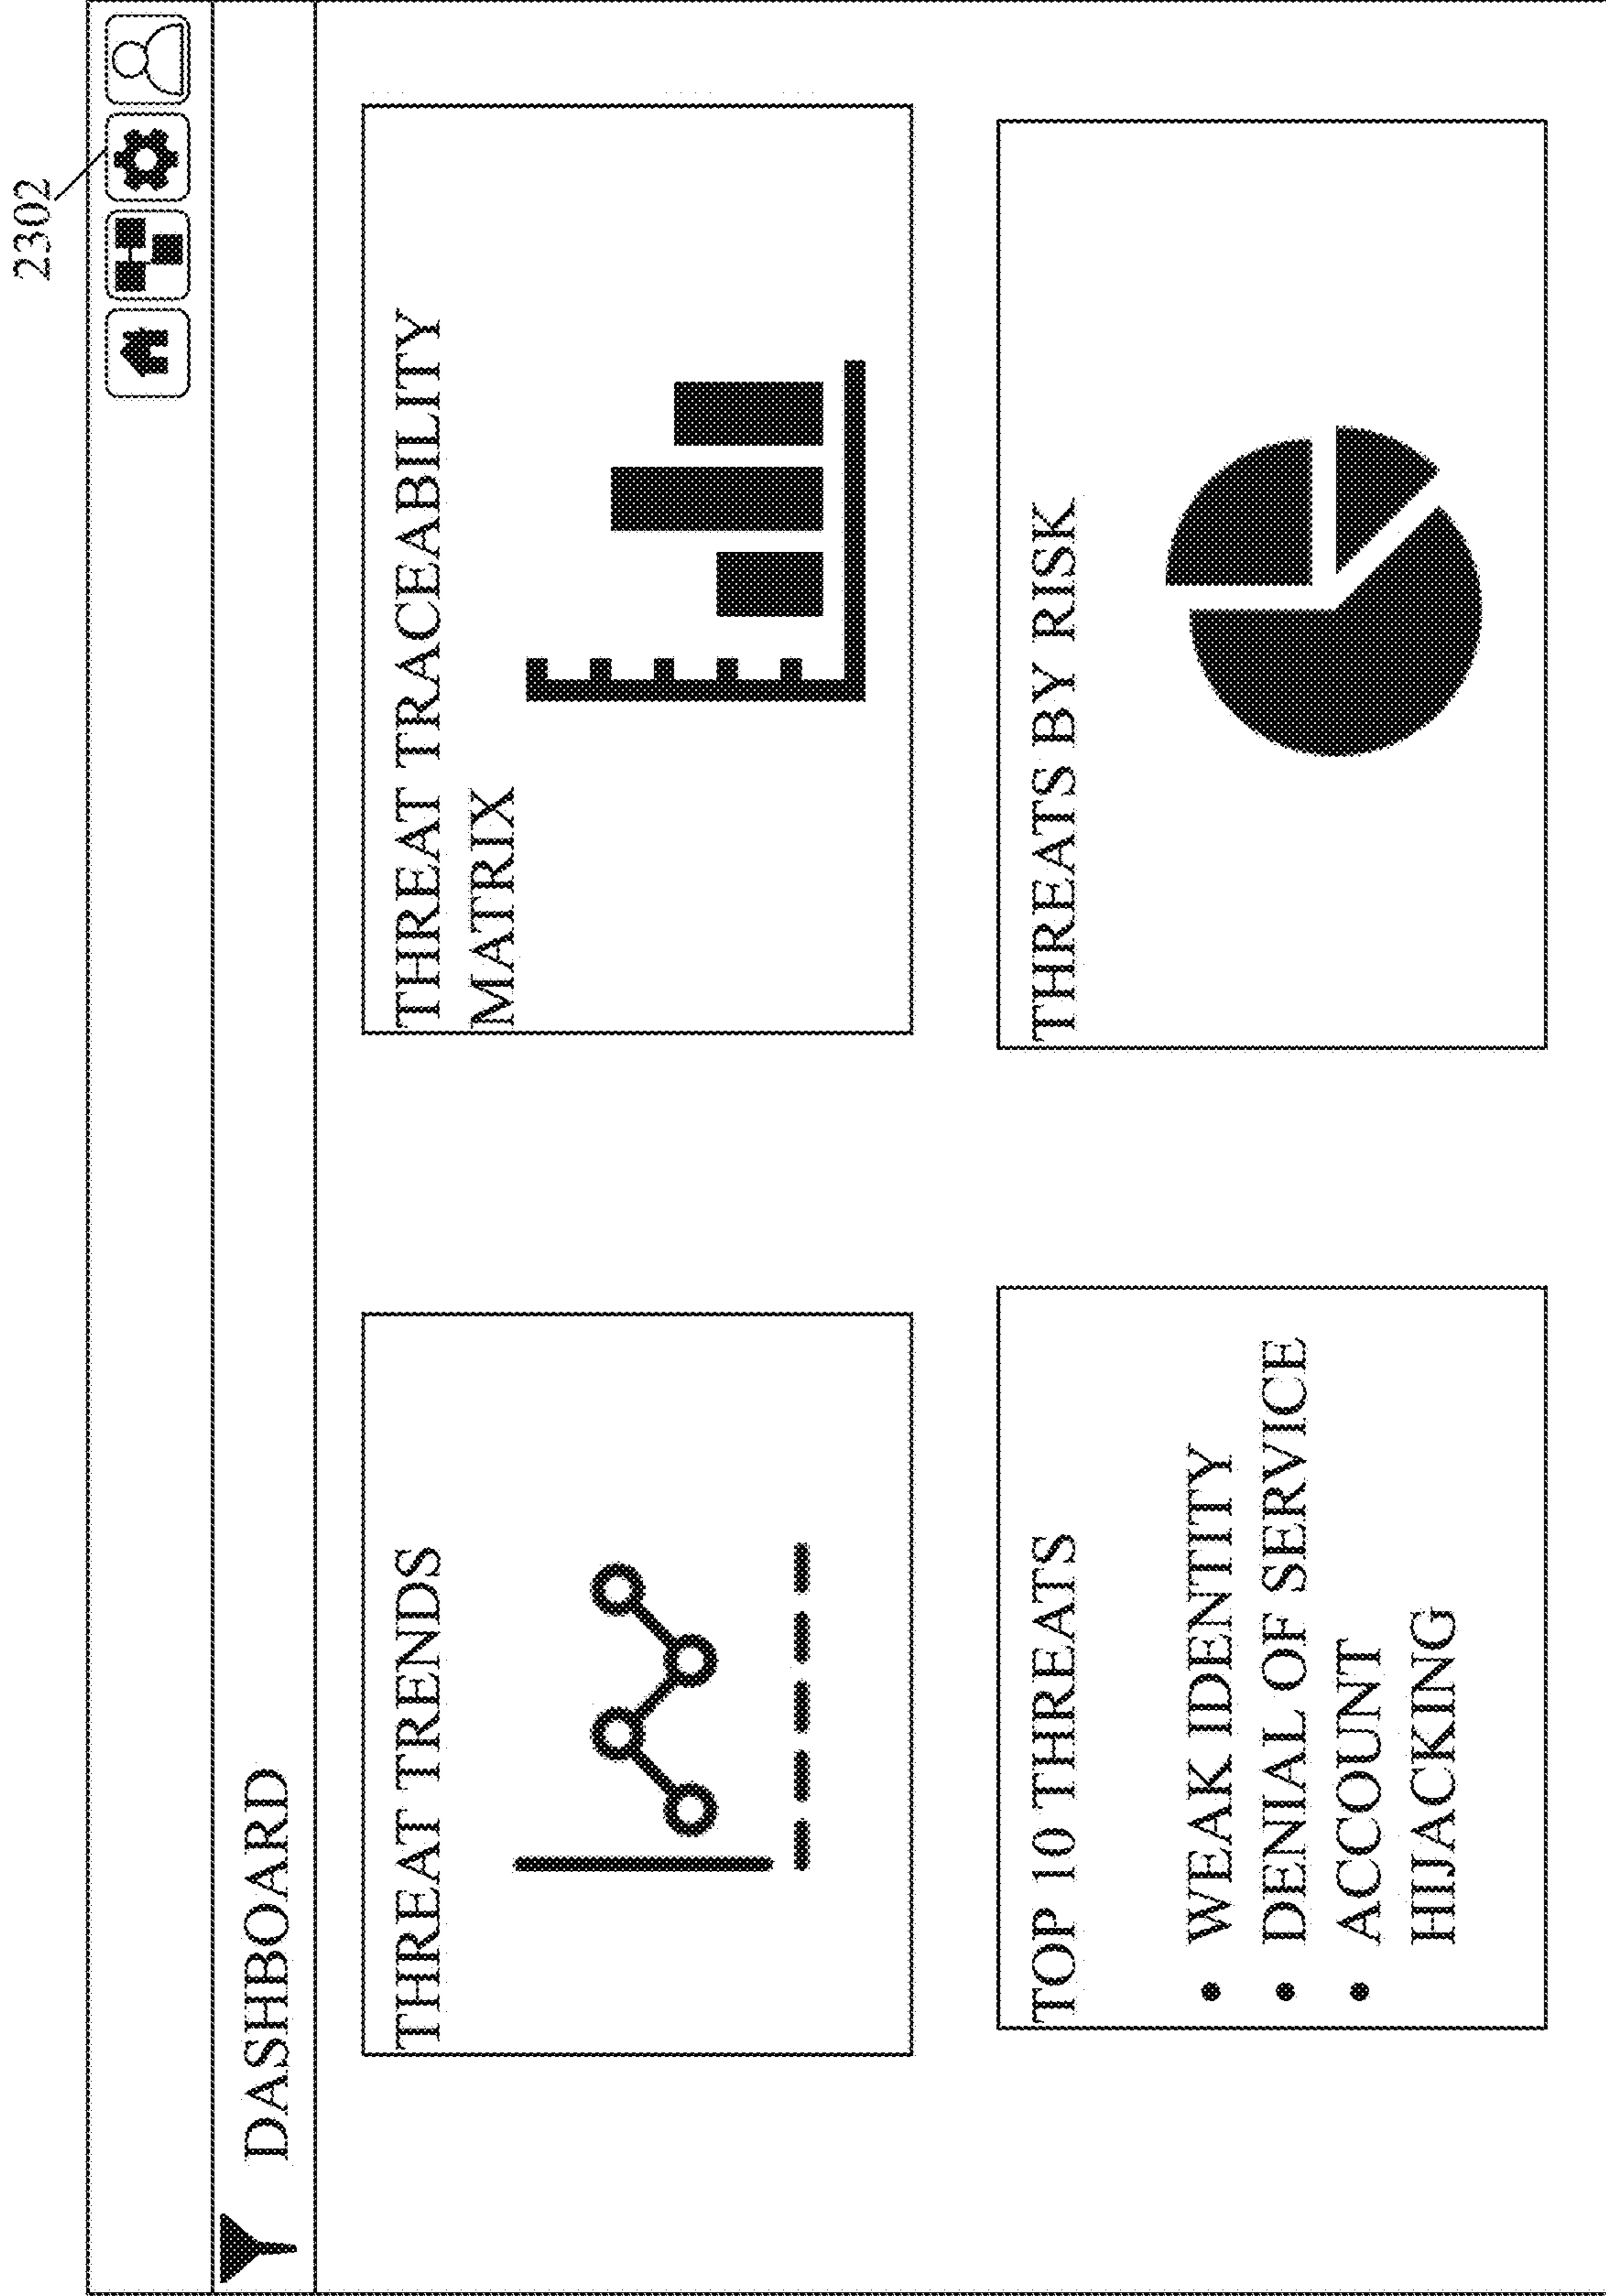 2302
DASHBOARD
THREAT TRENDS
THREAT TRACEABILITY
MATRIX
TOP 10 THREATS
• WEAK IDENTITY
• DENIAL OF SERVICE
• ACCOUNT
HIJACKING
THREATS BY RISK